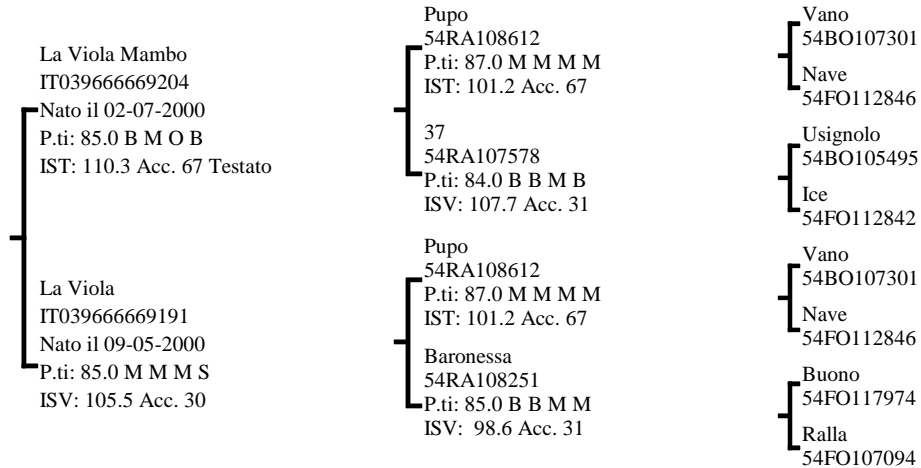 La Viola Mambo
IT039666669204
Nato il 02-07-2000
P.ti: 85.0 B M O B
IST: 110.3 Acc. 67 Testato
La Viola
IT039666669191
Nato il 09-05-2000
P.ti: 85.0 M M M S
ISV: 105.5 Acc. 30
Pupo
54RA108612
P.ti: 87.0 M M M M
IST: 101.2 Acc. 67
37
54RA107578
P.ti: 84.0 B B M B
ISV: 107.7 Acc. 31
Pupo
54RA108612
P.ti: 87.0 M M M M
IST: 101.2 Acc. 67
Baronessa
54RA108251
P.ti: 85.0 B B M M
ISV: 98.6 Acc. 31
Vano
54BO107301
Nave
54FO112846
Usignolo
54BO105495
Ice
54FO112842
Vano
54BO107301
Nave
54FO112846
Buono
54FO117974
Ralla
54FO107094